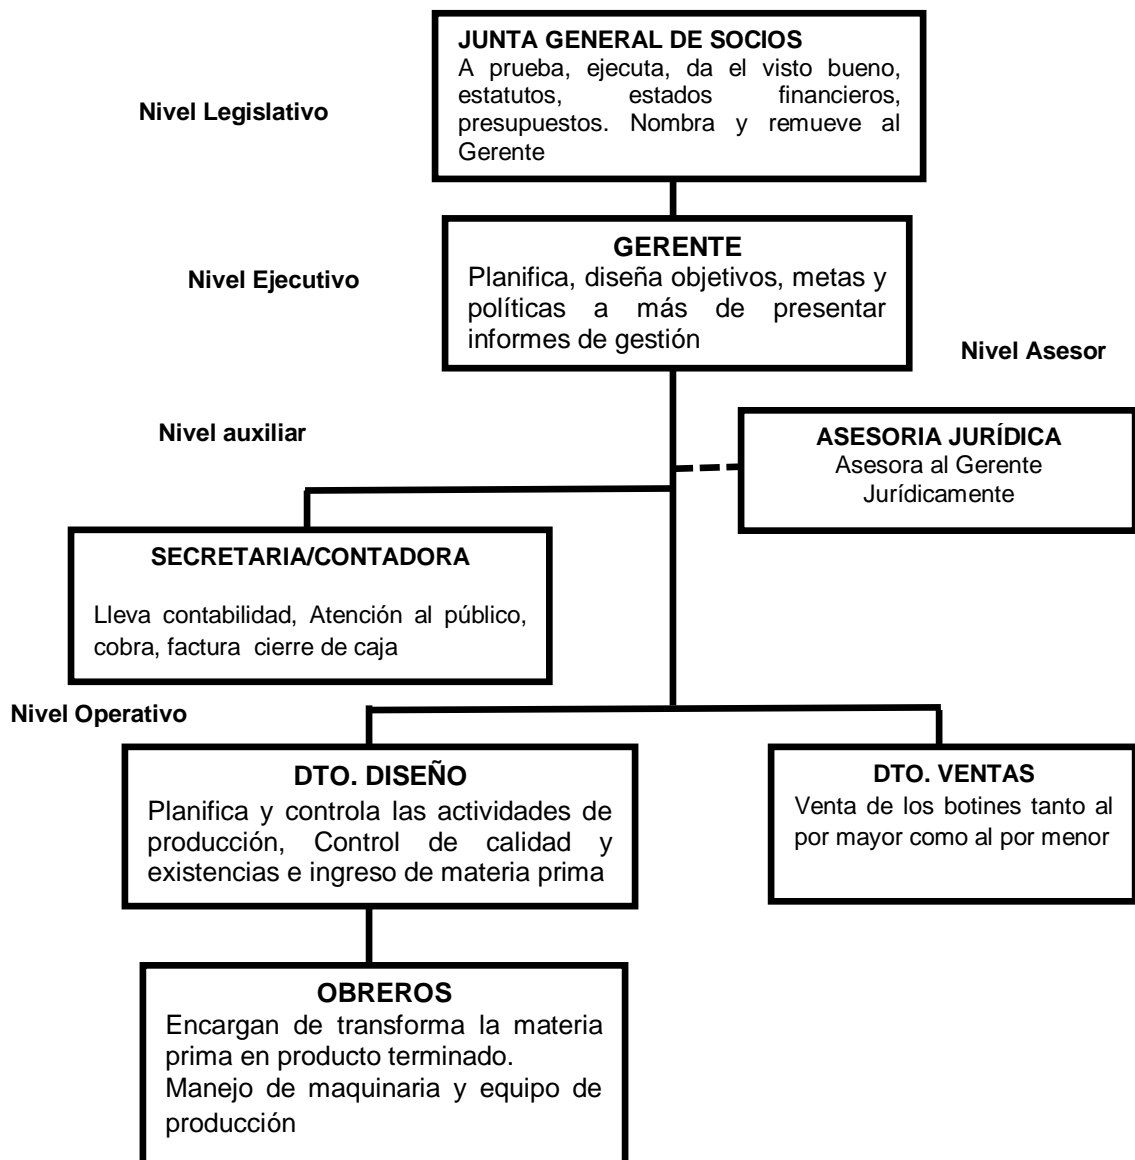 JUNTA GENERAL DE SOCIOS
A prueba, ejecuta, da el visto bueno,
estatutos, estados financieros,
presupuestos. Nombra y remueve al
Gerente
Nivel Legislativo
GERENTE
Planifica, diseña objetivos, metas y
políticas a más de presentar
informes de gestión
Nivel Ejecutivo
Nivel Asesor
Nivel auxiliar
ASESORIA JURÍDICA
Asesora al Gerente
Jurídicamente
SECRETARIA/CONTADORA
Lleva contabilidad, Atención al público,
cobra, factura cierre de caja
Nivel Operativo
DTO. DISEÑO
Planifica y controla las actividades de
producción, Control de calidad y
existencias e ingreso de materia prima
DTO. VENTAS
Venta de los botines tanto al
por mayor como al por menor
OBREROS
Encargan de transforma la materia
prima en producto terminado.
Manejo de maquinaria y equipo de
producción